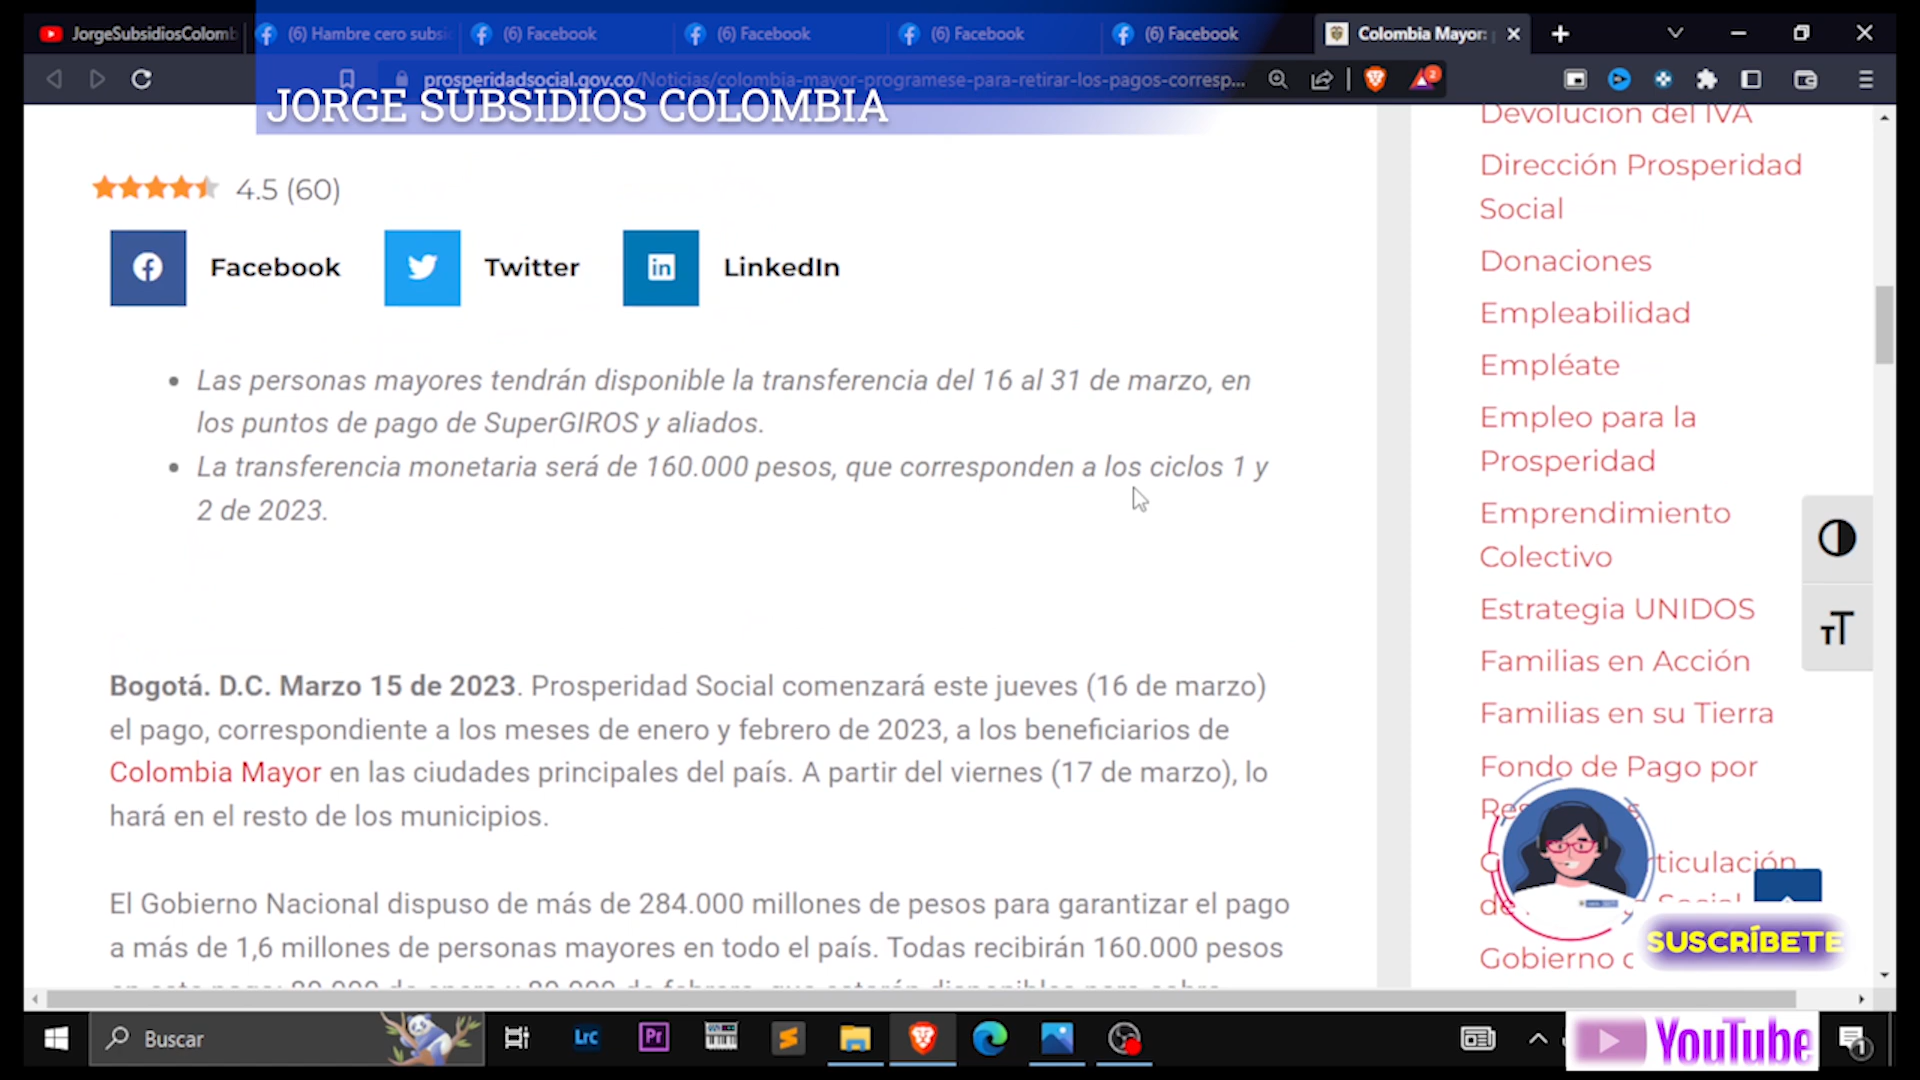 JorgeSubsidiosColomb
(6) Hambre cero subsi
(6) Facebook
(6) Facebook
(6) Facebook
(6) Facebook
Colombia Mayor:
prosperidadsocial.gov.co/Noticias/colombia-mayor-programese-para-retirar-los-pagos-corresp...
2
JORGE SUBSIDIOS COLOMBIA
4.5 (60)
Facebook
Twitter
LinkedIn
• Las personas mayores tendrán disponible la transferencia del 16 al 31 de marzo, en
los puntos de pago de SuperGIROS y aliados.
• La transferencia monetaria será de 160.000 pesos, que corresponden a los ciclos 1 y
2 de 2023.
Bogotá. D.C. Marzo 15 de 2023. Prosperidad Social comenzará este jueves (16 de marzo)
el pago, correspondiente a los meses de enero y febrero de 2023, a los beneficiarios de
Colombia Mayor en las ciudades principales del país. A partir del viernes (17 de marzo), lo
hará en el resto de los municipios.
El Gobierno Nacional dispuso de más de 284.000 millones de pesos para garantizar el pago
a más de 1,6 millones de personas mayores en todo el país. Todas recibirán 160.000 pesos
Devolución del IVA
Dirección Prosperidad
Social
Donaciones
Empleabilidad
Empléate
Empleo para la
Prosperidad
Emprendimiento
Colectivo
Estrategia UNIDOS
Familias en Acción
Familias en su Tierra
Fondo de Pago por
ticulación
Social
Gobierno
TT
SUSCRÍBETE
Buscar
Lrc
Pr
YouTube
1